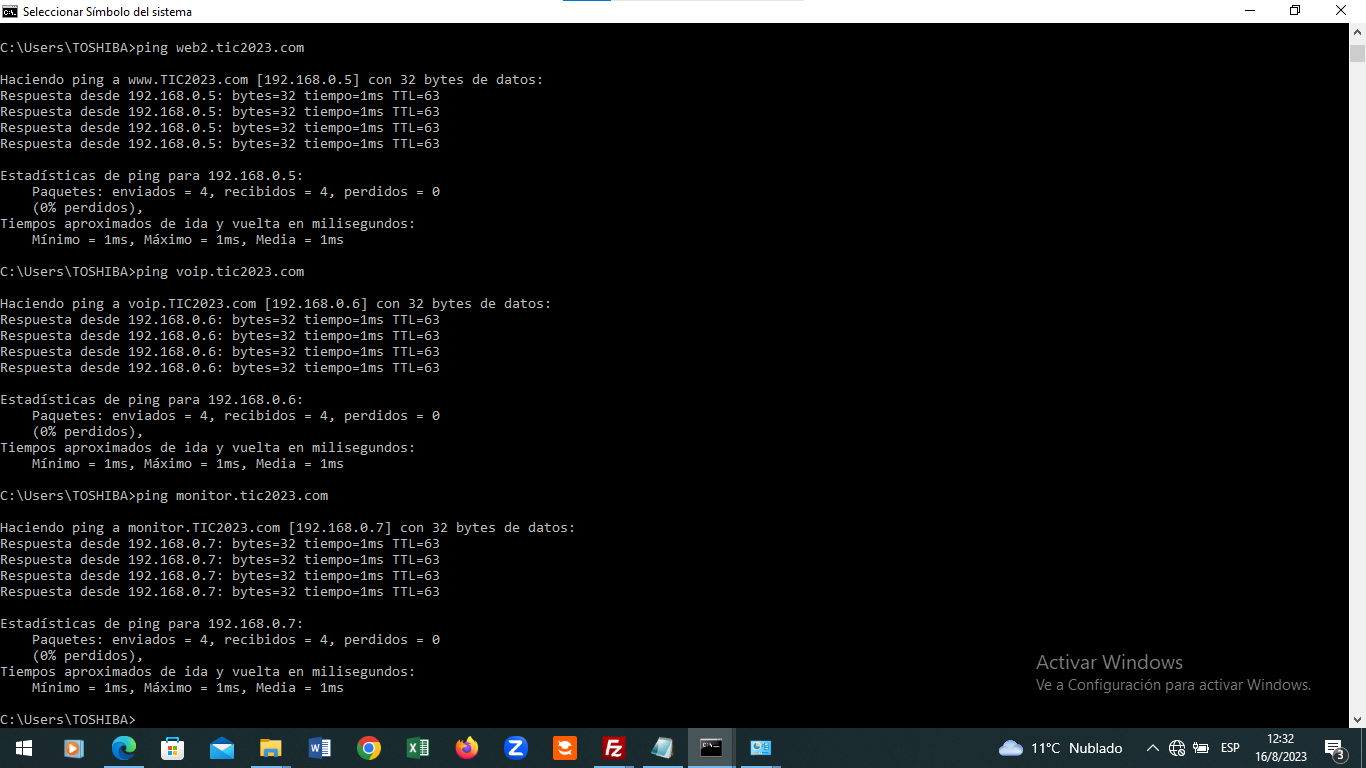 Seleccionar Símbolo del sistema
C:\Users\TOSHIBA>ping web2.tic2023.com
Haciendo ping a www.TIC2023.com [192.168.0.5] con 32 bytes de datos:
Respuesta desde 192.168.0.5: bytes=32 tiempo=1ms TTL=63
Respuesta desde 192.168.0.5: bytes=32 tiempo=1ms TTL=63
Respuesta desde 192.168.0.5: bytes=32 tiempo=1ms TTL=63
Respuesta desde 192.168.0.5: bytes=32 tiempo=1ms TTL=63
Estadísticas de ping para 192.168.0.5:
    Paquetes: enviados = 4, recibidos = 4, perdidos = 0
    (0% perdidos),
Tiempos aproximados de ida y vuelta en milisegundos:
    Mínimo = 1ms, Máximo = 1ms, Media = 1ms
C:\Users\TOSHIBA>ping voip.tic2023.com
Haciendo ping a voip.TIC2023.com [192.168.0.6] con 32 bytes de datos:
Respuesta desde 192.168.0.6: bytes=32 tiempo=1ms TTL=63
Respuesta desde 192.168.0.6: bytes=32 tiempo=1ms TTL=63
Respuesta desde 192.168.0.6: bytes=32 tiempo=1ms TTL=63
Respuesta desde 192.168.0.6: bytes=32 tiempo=1ms TTL=63
Estadísticas de ping para 192.168.0.6:
    Paquetes: enviados = 4, recibidos = 4, perdidos = 0
    (0% perdidos),
Tiempos aproximados de ida y vuelta en milisegundos:
    Mínimo = 1ms, Máximo = 1ms, Media = 1ms
C:\Users\TOSHIBA>ping monitor.tic2023.com
Haciendo ping a monitor.TIC2023.com [192.168.0.7] con 32 bytes de datos:
Respuesta desde 192.168.0.7: bytes=32 tiempo=1ms TTL=63
Respuesta desde 192.168.0.7: bytes=32 tiempo=1ms TTL=63
Respuesta desde 192.168.0.7: bytes=32 tiempo=1ms TTL=63
Respuesta desde 192.168.0.7: bytes=32 tiempo=1ms TTL=63
Estadísticas de ping para 192.168.0.7:
    Paquetes: enviados = 4, recibidos = 4, perdidos = 0
    (0% perdidos),
Tiempos aproximados de ida y vuelta en milisegundos:
    Mínimo = 1ms, Máximo = 1ms, Media = 1ms
C:\Users\TOSHIBA>
Activar Windows
Ve a Configuración para activar Windows.
11°C Nublado
ESP
12:32
16/8/2023
3